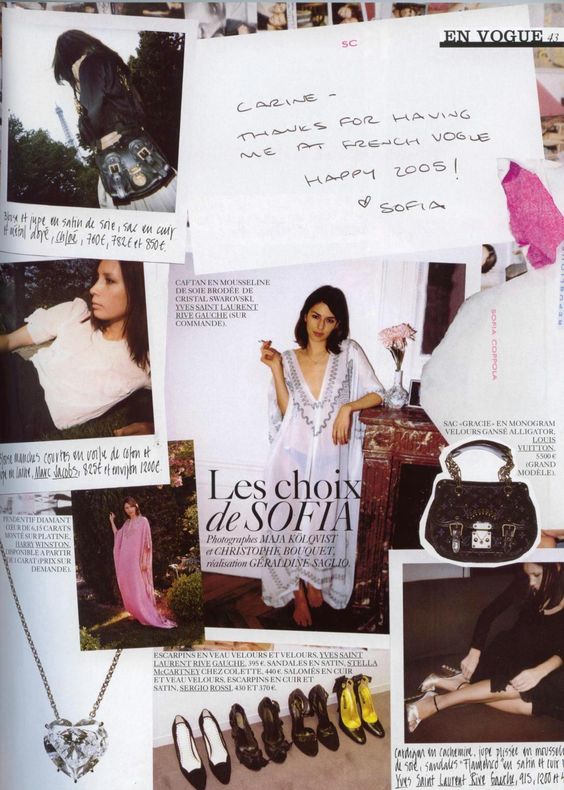 EN VOGUE 43
SC
CARINE –
THANKS FOR HAVING
ME AT FRENCH VOGUE
HAPPY 2005!
♡ SOFIA
et jupe en satin de soie, sac en cuir
et métal doré, Chloé, 760€, 782€ et 850€.
CAFTAN EN MOUSSELINE
DE SOIE BRODÉE DE
CRISTAL SWAROVSKI,
YVES SAINT LAURENT
RIVE GAUCHE (SUR
COMMANDE).
SOFIA COPPOLA
SAC «GRACIE» EN MONOGRAM
VELOURS GANSÉ ALLIGATOR,
LOUIS
VUITTON,
5500 €
(GRAND
MODÈLE).
manches courtes en voile de coton et
en laine, Marc Jacobs, 825€ et environ 1200€.
Les choix
de SOFIA
Photographes MAJA KÖLQVIST
et CHRISTOPHE BOUQUET,
réalisation GÉRALDINE SAGLIO.
PENDENTIF DIAMANT
CŒUR DE 6,15 CARATS
MONTÉ SUR PLATINE,
HARRY WINSTON,
DISPONIBLE À PARTIR
DE 1 CARAT (PRIX SUR
DEMANDE).
ESCARPINS EN VEAU VELOURS ET VELOURS, YVES SAINT
LAURENT RIVE GAUCHE, 395 €. SANDALES EN SATIN, STELLA
McCARTNEY CHEZ COLETTE, 440 €. SALOMÉS EN CUIR
ET VEAU VELOURS, ESCARPINS EN CUIR ET
SATIN, SERGIO ROSSI, 430 ET 370 €.
Cardigan en cachemire, jupe plissée en mousseline
de soie, sandales "Flamenco" en satin et cuir
Yves Saint Laurent Rive Gauche, 915, 1200 et